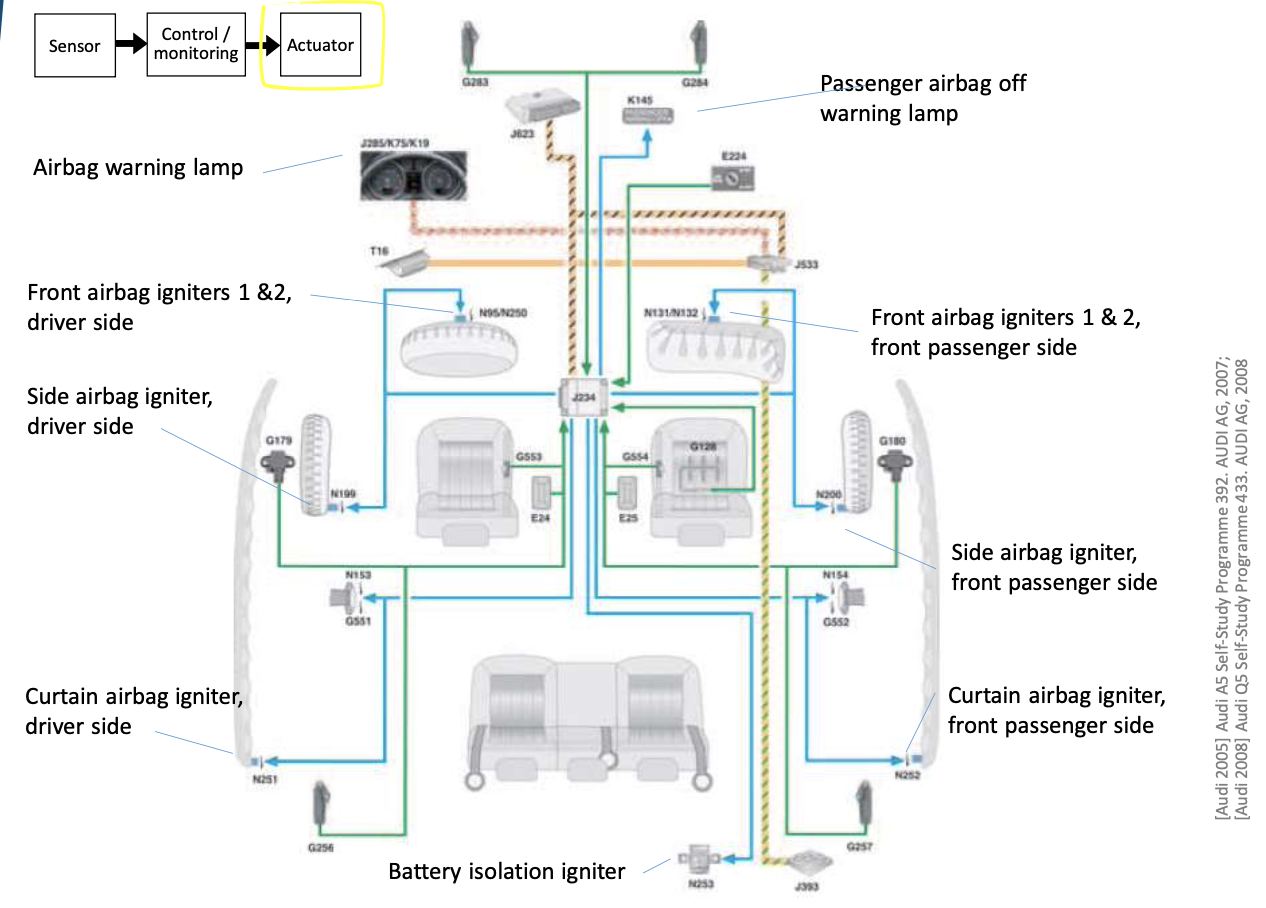 Sensor
Control /
monitoring
Actuator
G283
G284
Passenger airbag off
warning lamp
K145
J623
J285/K75/K19
Airbag warning lamp
E224
T16
J533
Front airbag igniters 1 &2,
driver side
N95/N250
N131/N132
Front airbag igniters 1 & 2,
front passenger side
J234
Side airbag igniter,
driver side
G179
G180
G128
G553
G554
N199
N200
E24
E25
Side airbag igniter,
front passenger side
N153
G551
N154
G552
Curtain airbag igniter,
driver side
Curtain airbag igniter,
front passenger side
N251
N252
G256
G257
Battery isolation igniter
N253
J393
[Audi 2005] Audi A5 Self-Study Programme 392. AUDI AG, 2007;
[Audi 2008] Audi Q5 Self-Study Programme 433. AUDI AG, 2008